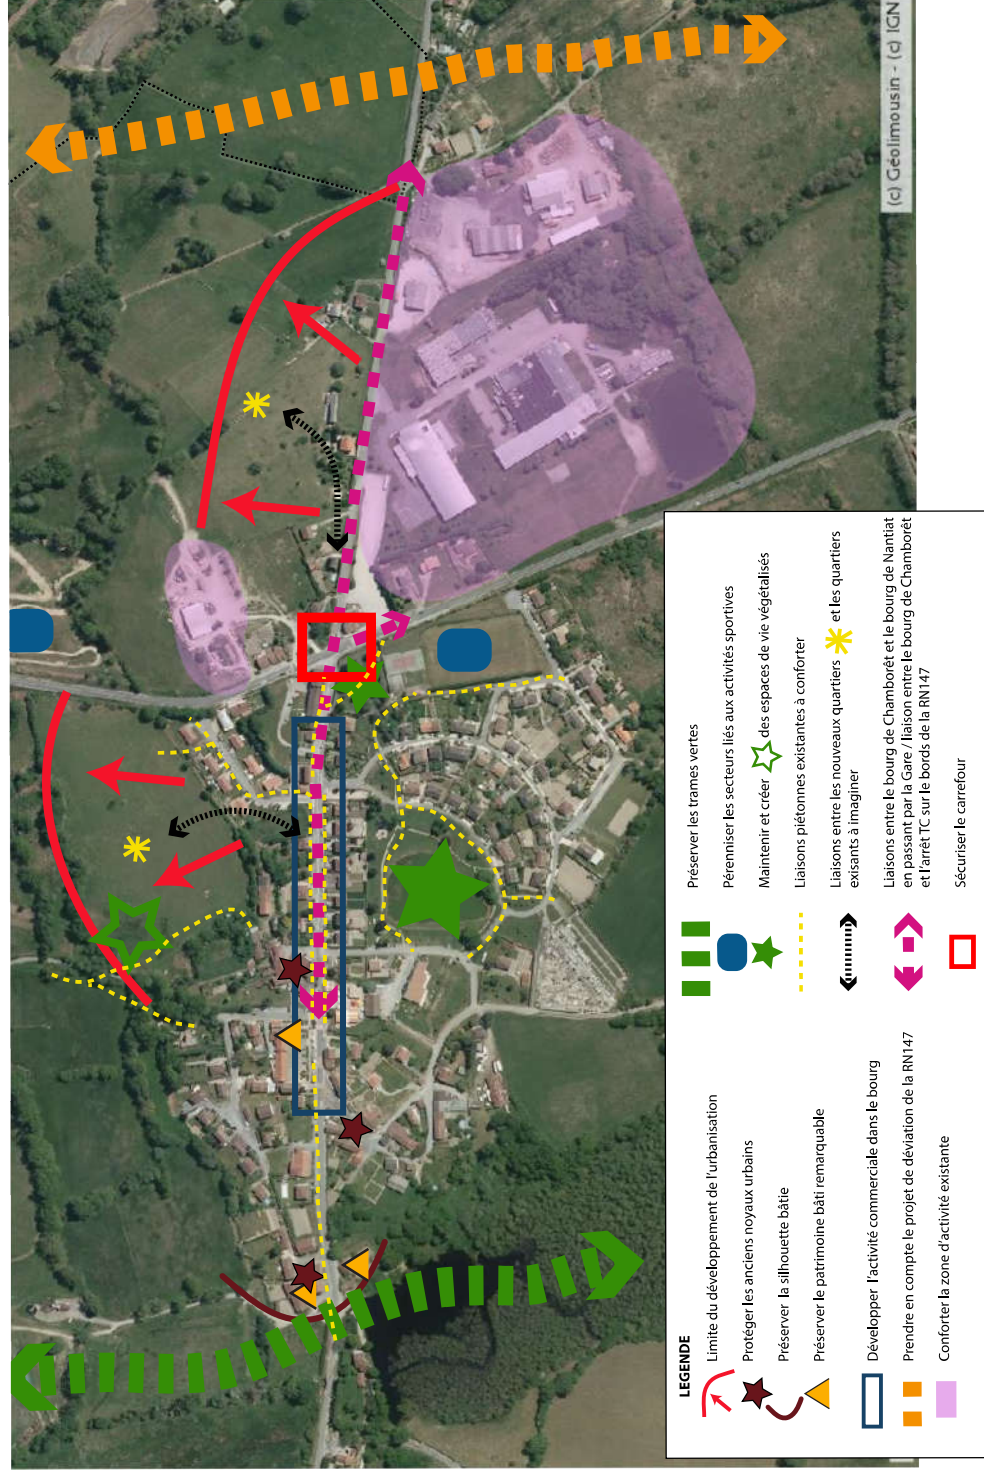 (c) Géolimousin - (c) IGN
LEGENDE
Limite du développement de l'urbanisation
Protéger les anciens noyaux urbains
Préserver la silhouette bâtie
Préserver le patrimoine bâti remarquable
Développer l'activité commerciale dans le bourg
Prendre en compte le projet de déviation de la RN147
Conforter la zone d'activité existante
Préserver les trames vertes
Pérenniser les secteurs liés aux activités sportives
Maintenir et créer des espaces de vie végétalisés
Liaisons piétonnes existantes à conforter
Liaisons entre les nouveaux quartiers et les quartiers
exisants à imaginer
Liaisons entre le bourg de Chamborêt et le bourg de Nantiat
en passant par la Gare / liaison entre le bourg de Chamborêt
et l'arrêt TC sur le bords de la RN147
Sécuriser le carrefour